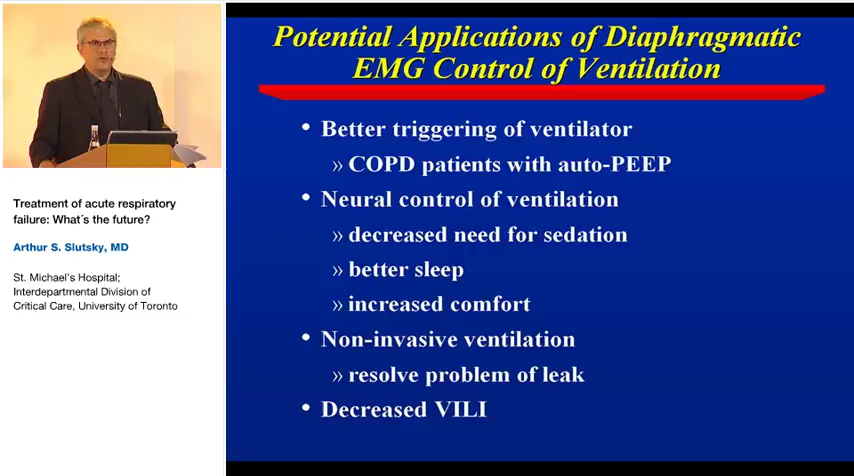 Potential Applications of Diaphragmatic
EMG Control of Ventilation
• Better triggering of ventilator
» COPD patients with auto-PEEP
• Neural control of ventilation
» decreased need for sedation
» better sleep
» increased comfort
• Non-invasive ventilation
» resolve problem of leak
• Decreased VILI
Treatment of acute respiratory
failure: What´s the future?
Arthur S. Slutsky, MD
St. Michael's Hospital;
Interdepartmental Division of
Critical Care, University of Toronto